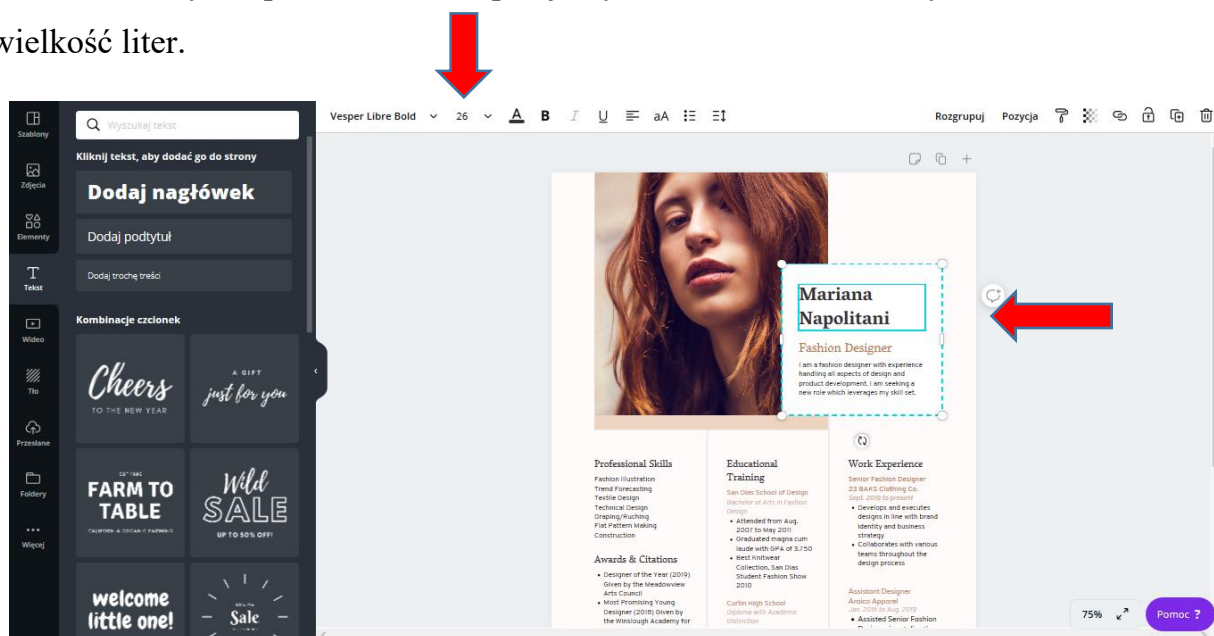 wielkość liter.
Vesper Libre Bold 26 A B I U aA
Rozgrupuj Pozycja
Szablony
Zdjęcia
Elementy
Tekst
Wideo
Tło
Przesłane
Foldery
Więcej
Wyszukaj tekst
Kliknij tekst, aby dodać go do strony
Dodaj nagłówek
Dodaj podtytuł
Dodaj trochę treści
Kombinacje czcionek
Cheers
TO THE NEW YEAR
A GIFT
just for you
FARM TO
TABLE
Wild
SALE
UP TO 50% OFF!
welcome
little one!
Sale
Mariana
Napolitani
Fashion Designer
I am a fashion designer with experience
handling all aspects of design and
product development. I am seeking a
new role which leverages my skill set.
Professional Skills
Fashion Illustration
Trend Forecasting
Textile Design
Technical Design
Draping/Ruching
Flat Pattern Making
Construction
Awards & Citations
• Designer of the Year (2019)
Given by the Meadowview
Arts Council
• Most Promising Young
Designer (2018) Given by
the Winslough Academy for
Educational
Training
San Dias School of Design
Bachelor of Arts in Fashion
Design
• Attended from Aug.
2007 to May 2011
• Graduated magna cum
laude with GPA of 3.750
• Best Knitwear
Collection, San Dias
Student Fashion Show
2010
Curtin High School
Diploma with Academic
Distinction
Work Experience
Senior Fashion Designer
23 BAKS Clothing Co.
Sept. 2019 to present
• Develops and executes
designs in line with brand
identity and business
strategy
• Collaborates with various
teams throughout the
design process
Assistant Designer
Aroico Apparel
Jan. 2016 to Aug. 2019
• Assisted Senior Fashion
75%
Pomoc ?